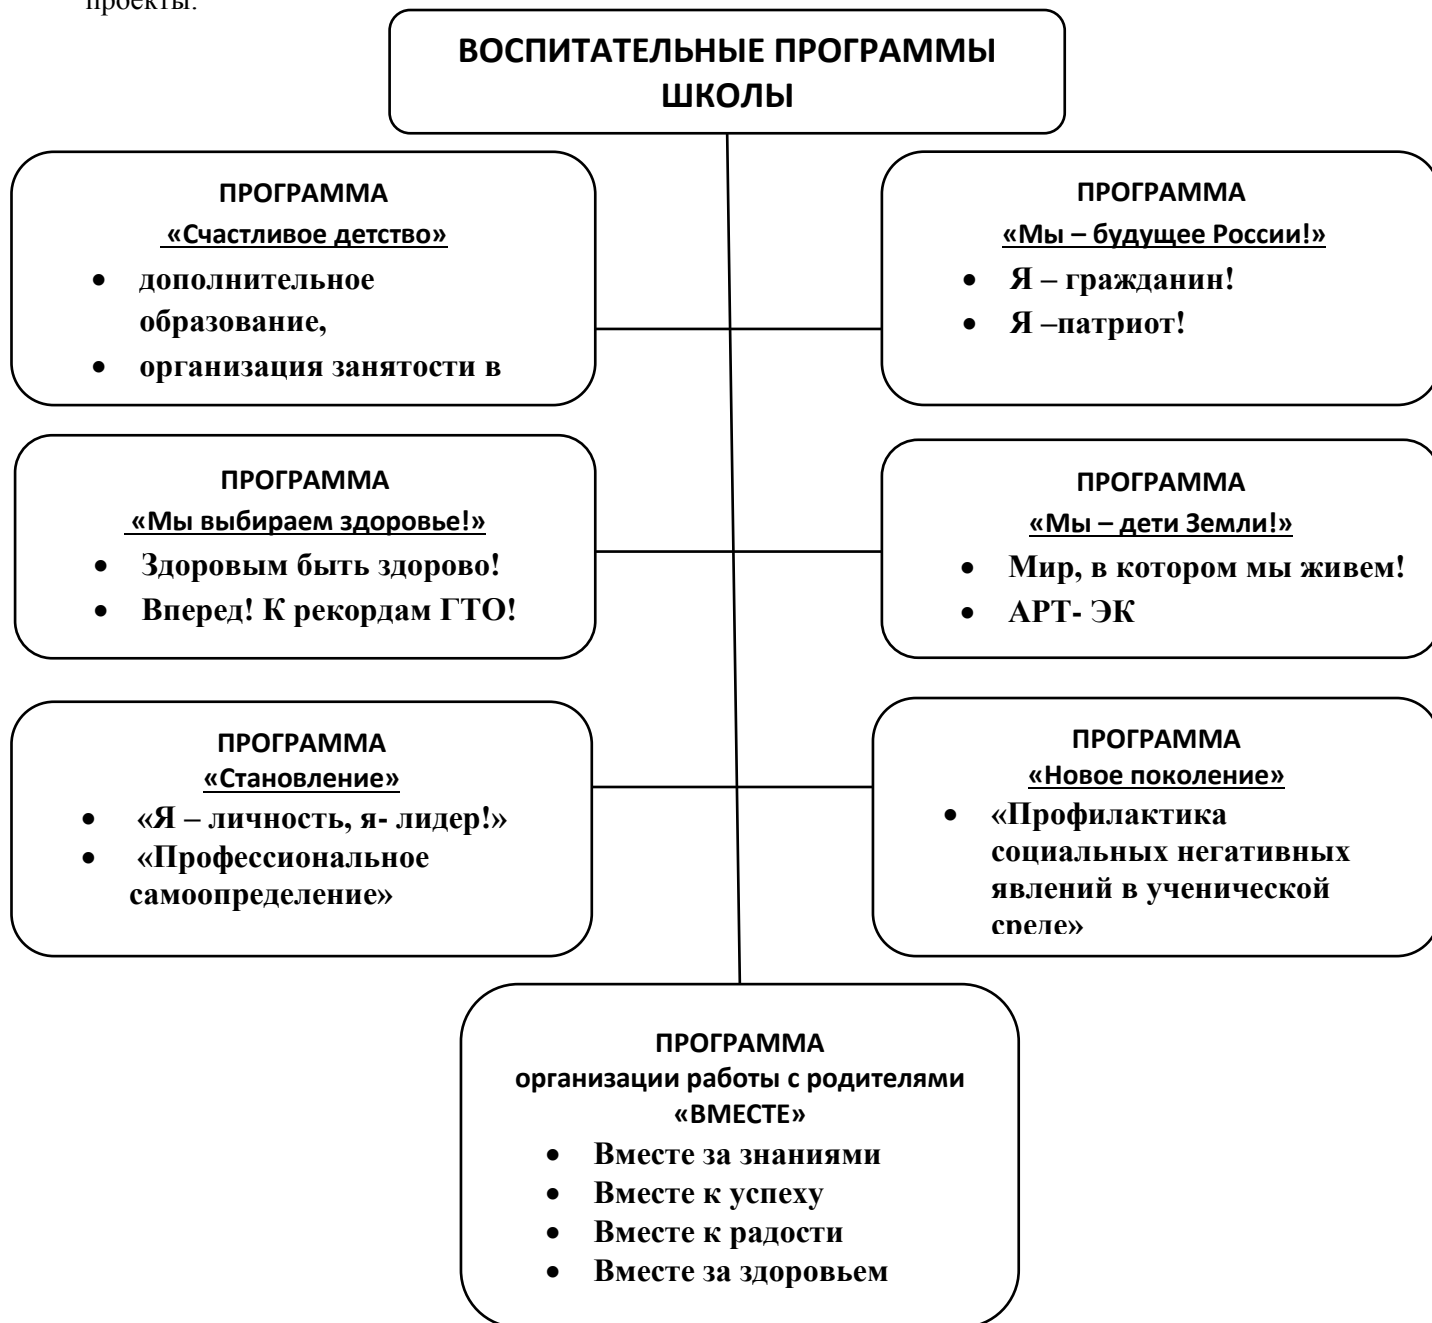 проекты:
ВОСПИТАТЕЛЬНЫЕ ПРОГРАММЫ
ШКОЛЫ
ПРОГРАММА
«Счастливое детство»
• дополнительное
образование,
• организация занятости в
ПРОГРАММА
«Мы – будущее России!»
• Я – гражданин!
• Я –патриот!
ПРОГРАММА
«Мы выбираем здоровье!»
• Здоровым быть здорово!
• Вперед! К рекордам ГТО!
ПРОГРАММА
«Мы – дети Земли!»
• Мир, в котором мы живем!
• АРТ- ЭК
ПРОГРАММА
«Становление»
• «Я – личность, я- лидер!»
• «Профессиональное
самоопределение»
ПРОГРАММА
«Новое поколение»
• «Профилактика
социальных негативных
явлений в ученической
среде»
ПРОГРАММА
организации работы с родителями
«ВМЕСТЕ»
• Вместе за знаниями
• Вместе к успеху
• Вместе к радости
• Вместе за здоровьем